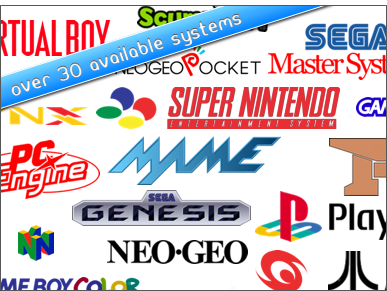 RTUAL BOY
over 30 available systems
SEGA
NEOGEO POCKET
Master Syst
NX
SUPER NINTENDO
ENTERTAINMENT SYSTEM
GA
PC
Engine
MAME
SEGA
GENESIS
Play
NEO·GEO
ME BOY COLOR